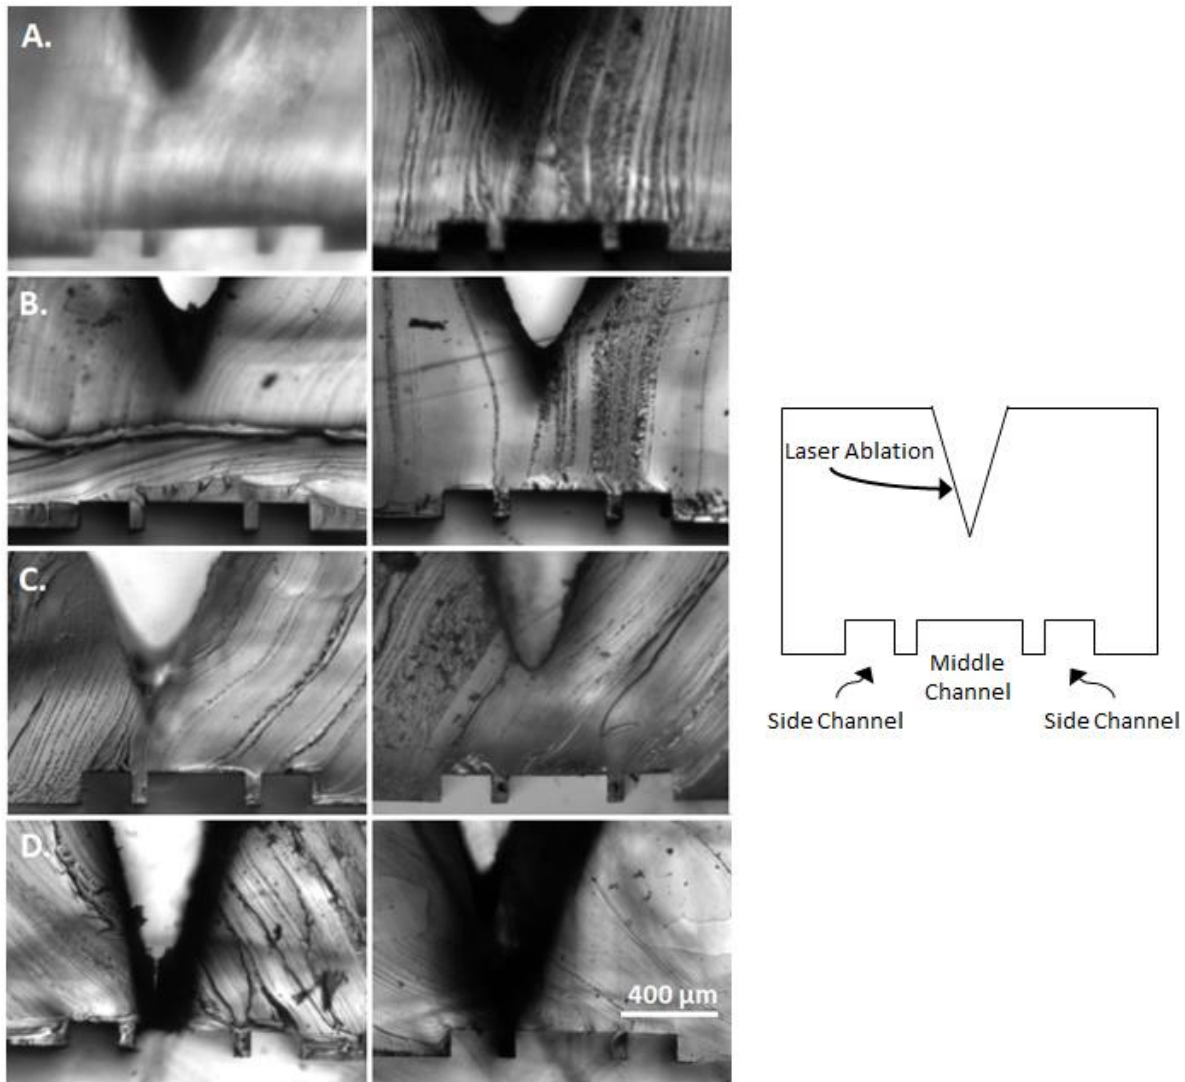 A.
B.
C.
D.
400 µm
Laser Ablation
Middle
Channel
Side Channel
Side Channel